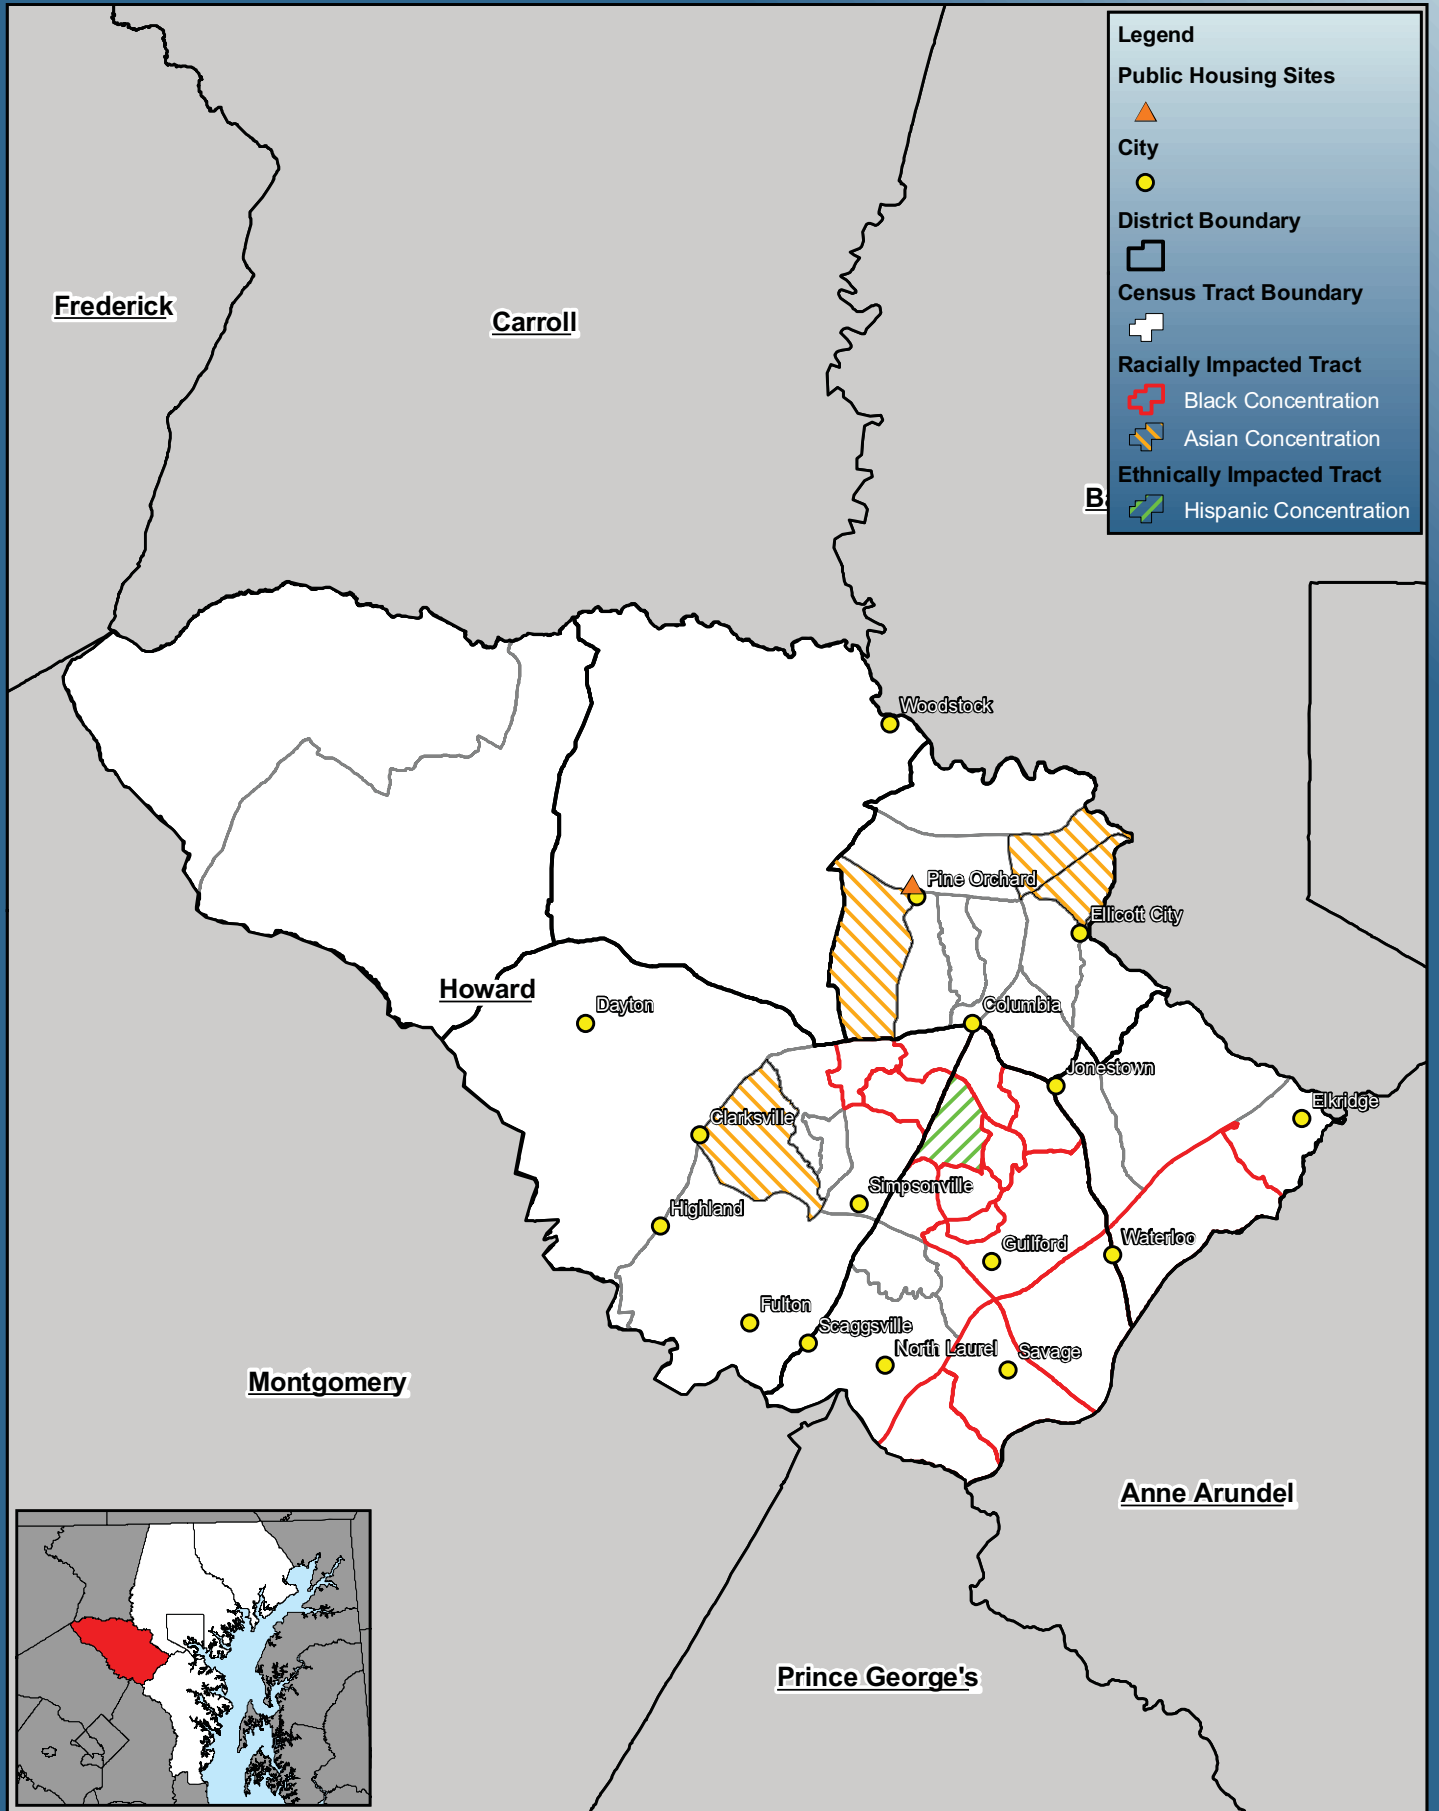 Legend
Public Housing Sites
City
District Boundary
Census Tract Boundary
Racially Impacted Tract
Black Concentration
Asian Concentration
Ethnically Impacted Tract
Hispanic Concentration
Frederick
Carroll
Ba
Woodstock
Pine Orchard
Ellicott City
Howard
Dayton
Columbia
Jonestown
Elkridge
Clarksville
Simpsonville
Highland
Guilford
Waterloo
Fulton
Scaggsville
North Laurel
Savage
Montgomery
Anne Arundel
Prince George's